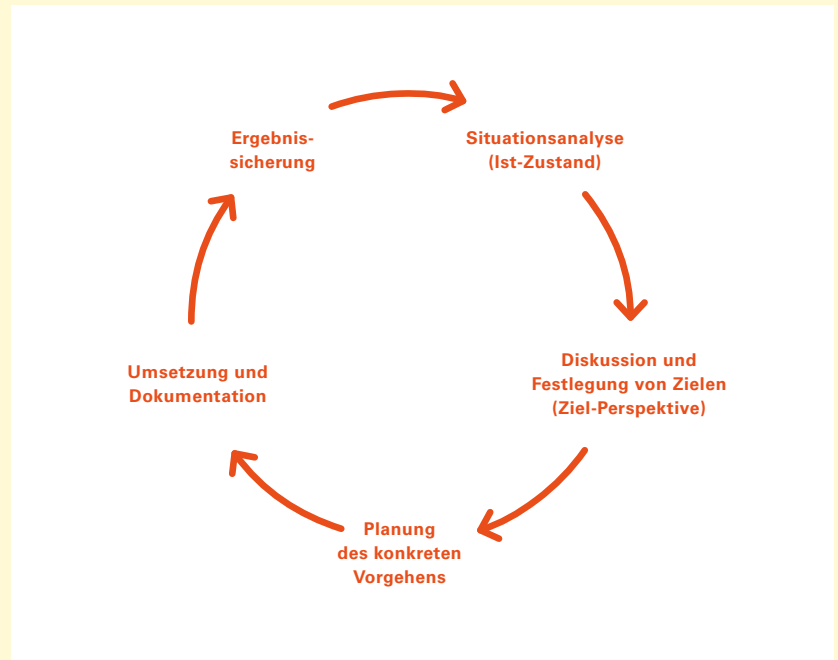 Ergebnis-
sicherung
Situationsanalyse
(Ist-Zustand)
Diskussion und
Festlegung von Zielen
(Ziel-Perspektive)
Planung
des konkreten
Vorgehens
Umsetzung und
Dokumentation